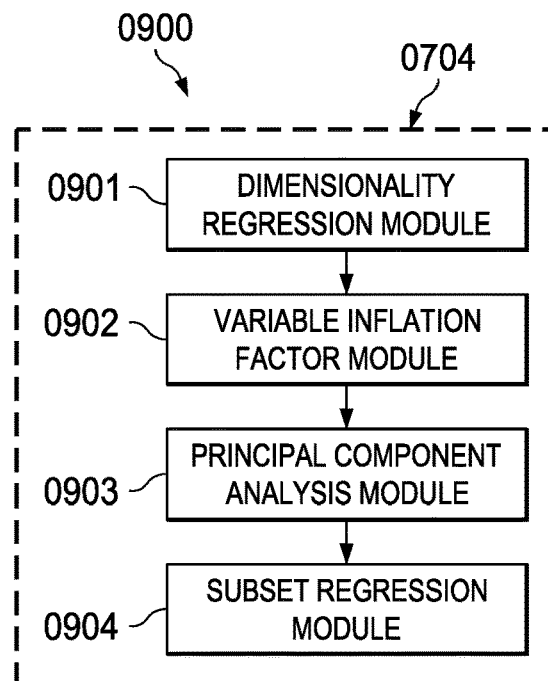 0900
0704
0901
DIMENSIONALITY
REGRESSION MODULE
0902
VARIABLE INFLATION
FACTOR MODULE
0903
PRINCIPAL COMPONENT
ANALYSIS MODULE
0904
SUBSET REGRESSION
MODULE